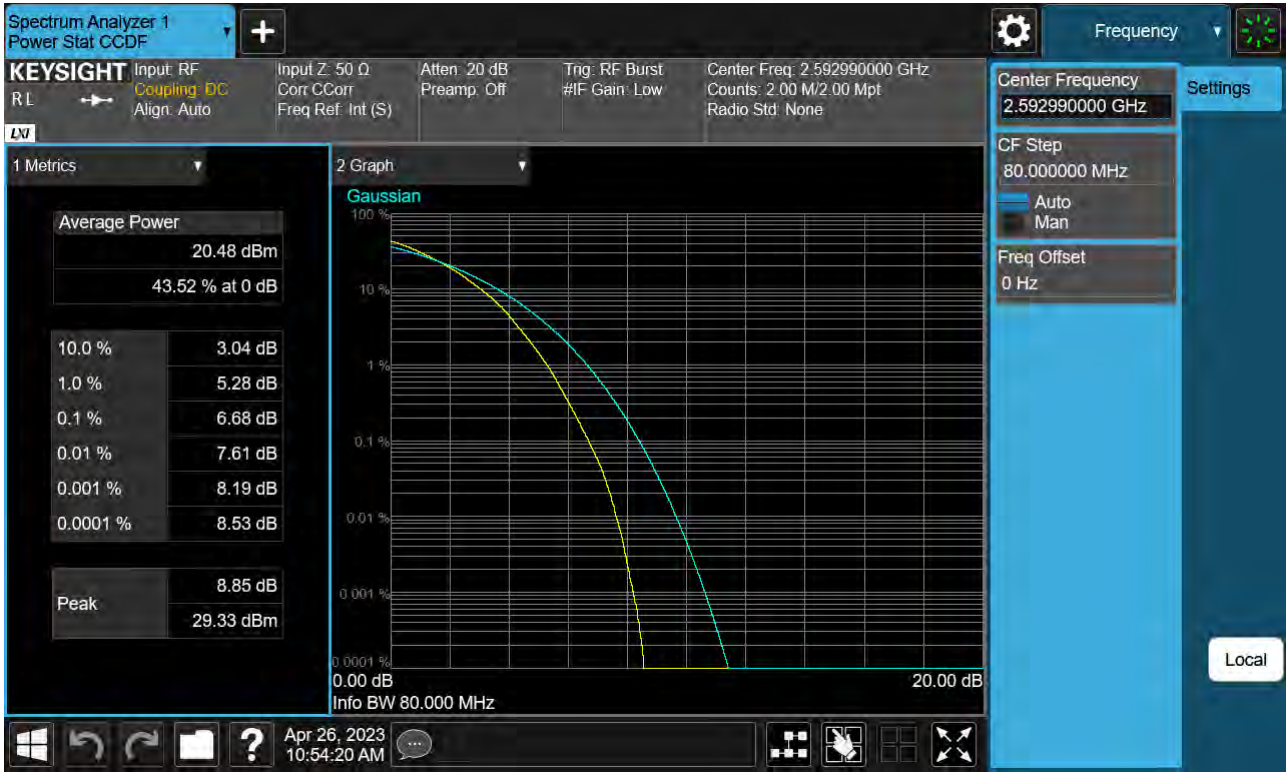 Spectrum Analyzer 1
Power Stat CCDF
Frequency
KEYSIGHT
R L
LXI
Input: RF
Coupling: DC
Align: Auto
Input Z: 50 Ω
Corr CCorr
Freq Ref: Int (S)
Atten: 20 dB
Preamp: Off
Trig: RF Burst
#IF Gain: Low
Center Freq: 2.592990000 GHz
Counts: 2.00 M/2.00 Mpt
Radio Std: None
Center Frequency
2.592990000 GHz
Settings
CF Step
80.000000 MHz
Auto
Man
Freq Offset
0 Hz
Local
1 Metrics
Average Power
20.48 dBm
43.52 % at 0 dB
10.0 % 3.04 dB
1.0 % 5.28 dB
0.1 % 6.68 dB
0.01 % 7.61 dB
0.001 % 8.19 dB
0.0001 % 8.53 dB
Peak
8.85 dB
29.33 dBm
2 Graph
Gaussian
100 %
10 %
1 %
0.1 %
0.01 %
0.001 %
0.0001 %
0.00 dB 20.00 dB
Info BW 80.000 MHz
?
Apr 26, 2023
10:54:20 AM